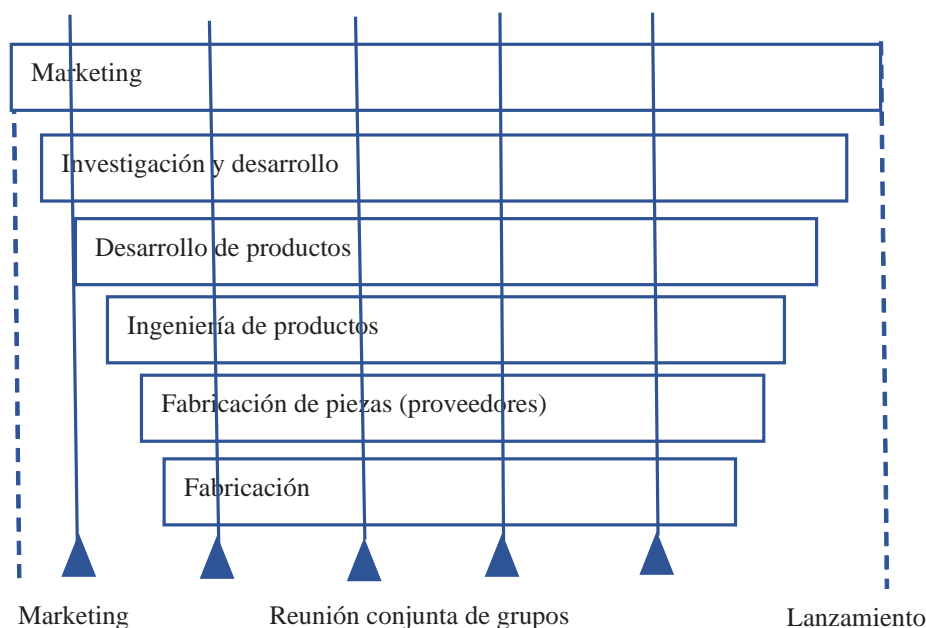 Marketing
Investigación y desarrollo
Desarrollo de productos
Ingeniería de productos
Fabricación de piezas (proveedores)
Fabricación
Marketing
Reunión conjunta de grupos
Lanzamiento